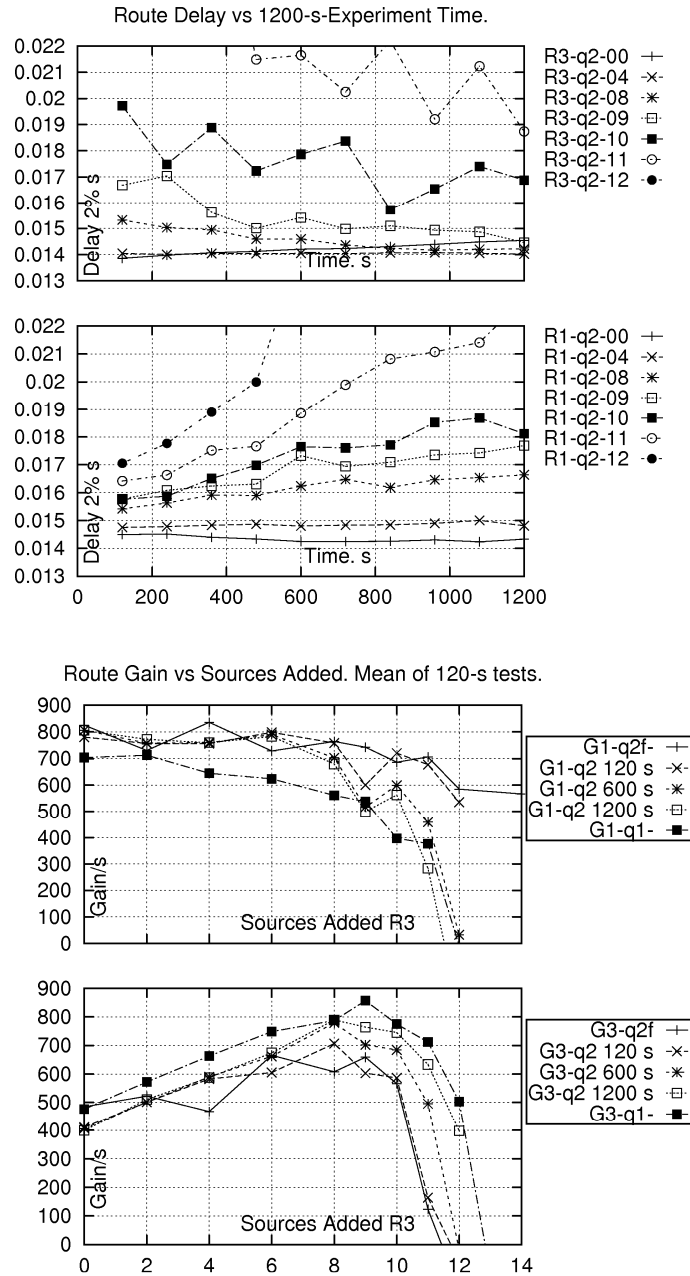 Route Delay vs 1200-s-Experiment Time.
0.022
0.021
0.02
0.019
0.018
0.017
0.016
0.015
0.014
0.013
Delay 2% s
Time. s
R3-q2-00
R3-q2-04
R3-q2-08
R3-q2-09
R3-q2-10
R3-q2-11
R3-q2-12
0.022
0.021
0.02
0.019
0.018
0.017
0.016
0.015
0.014
0.013
Delay 2% s
Time. s
0 200 400 600 800 1000 1200
R1-q2-00
R1-q2-04
R1-q2-08
R1-q2-09
R1-q2-10
R1-q2-11
R1-q2-12
Route Gain vs Sources Added. Mean of 120-s tests.
900
800
700
600
500
400
300
200
100
0
Gain/s
Sources Added R3
G1-q2f-
G1-q2 120 s
G1-q2 600 s
G1-q2 1200 s
G1-q1-
900
800
700
600
500
400
300
200
100
0
Gain/s
Sources Added R3
0 2 4 6 8 10 12 14
G3-q2f
G3-q2 120 s
G3-q2 600 s
G3-q2 1200 s
G3-q1-